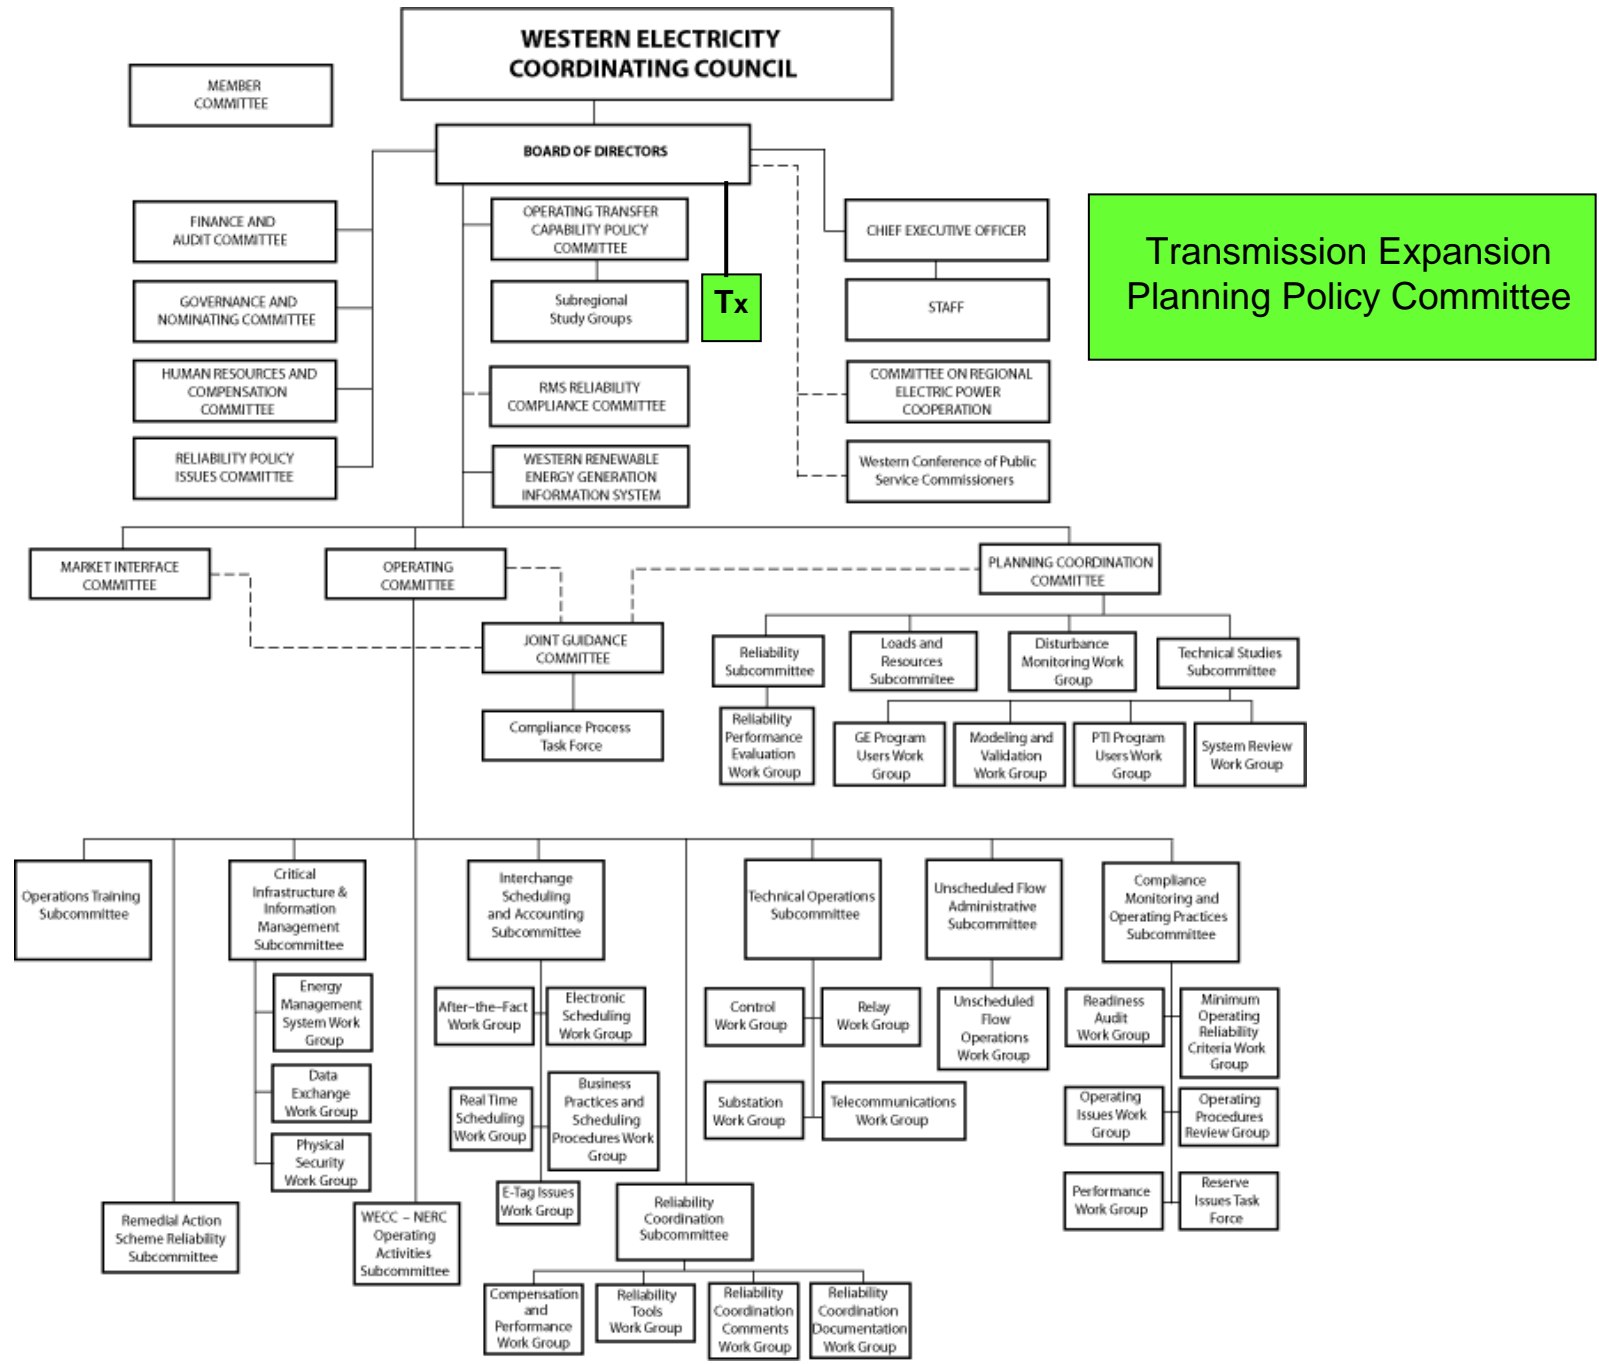 WESTERN ELECTRICITY
COORDINATING COUNCIL
MEMBER
COMMITTEE
BOARD OF DIRECTORS
FINANCE AND
AUDIT COMMITTEE
GOVERNANCE AND
NOMINATING COMMITTEE
HUMAN RESOURCES AND
COMPENSATION
COMMITTEE
RELIABILITY POLICY
ISSUES COMMITTEE
OPERATING TRANSFER
CAPABILITY POLICY
COMMITTEE
Subregional
Study Groups
RMS RELIABILITY
COMPLIANCE COMMITTEE
WESTERN RENEWABLE
ENERGY GENERATION
INFORMATION SYSTEM
Tx
CHIEF EXECUTIVE OFFICER
STAFF
COMMITTEE ON REGIONAL
ELECTRIC POWER
COOPERATION
Western Conference of Public
Service Commissioners
Transmission Expansion
Planning Policy Committee
MARKET INTERFACE
COMMITTEE
OPERATING
COMMITTEE
PLANNING COORDINATION
COMMITTEE
JOINT GUIDANCE
COMMITTEE
Compliance Process
Task Force
Reliability
Subcommittee
Loads and
Resources
Subcommitee
Disturbance
Monitoring Work
Group
Technical Studies
Subcommittee
Reliability
Performance
Evaluation
Work Group
GE Program
Users Work
Group
Modeling and
Validation
Work Group
PTI Program
Users Work
Group
System Review
Work Group
Operations Training
Subcommittee
Critical
Infrastructure &
Information
Management
Subcommittee
Interchange
Scheduling
and Accounting
Subcommittee
Technical Operations
Subcommittee
Unscheduled Flow
Administrative
Subcommittee
Compliance
Monitoring and
Operating Practices
Subcommittee
Energy
Management
System Work
Group
Data
Exchange
Work Group
Physical
Security
Work Group
After-the-Fact
Work Group
Electronic
Scheduling
Work Group
Real Time
Scheduling
Work Group
Business
Practices and
Scheduling
Procedures Work
Group
E-Tag Issues
Work Group
Control
Work Group
Relay
Work Group
Substation
Work Group
Telecommunications
Work Group
Unscheduled
Flow
Operations
Work Group
Readiness
Audit
Work Group
Minimum
Operating
Reliability
Criteria Work
Group
Operating
Issues Work
Group
Operating
Procedures
Review Group
Performance
Work Group
Reserve
Issues Task
Force
Remedial Action
Scheme Reliability
Subcommittee
WECC – NERC
Operating
Activities
Subcommittee
Reliability
Coordination
Subcommittee
Compensation
and
Performance
Work Group
Reliability
Tools
Work Group
Reliability
Coordination
Comments
Work Group
Reliability
Coordination
Documentation
Work Group